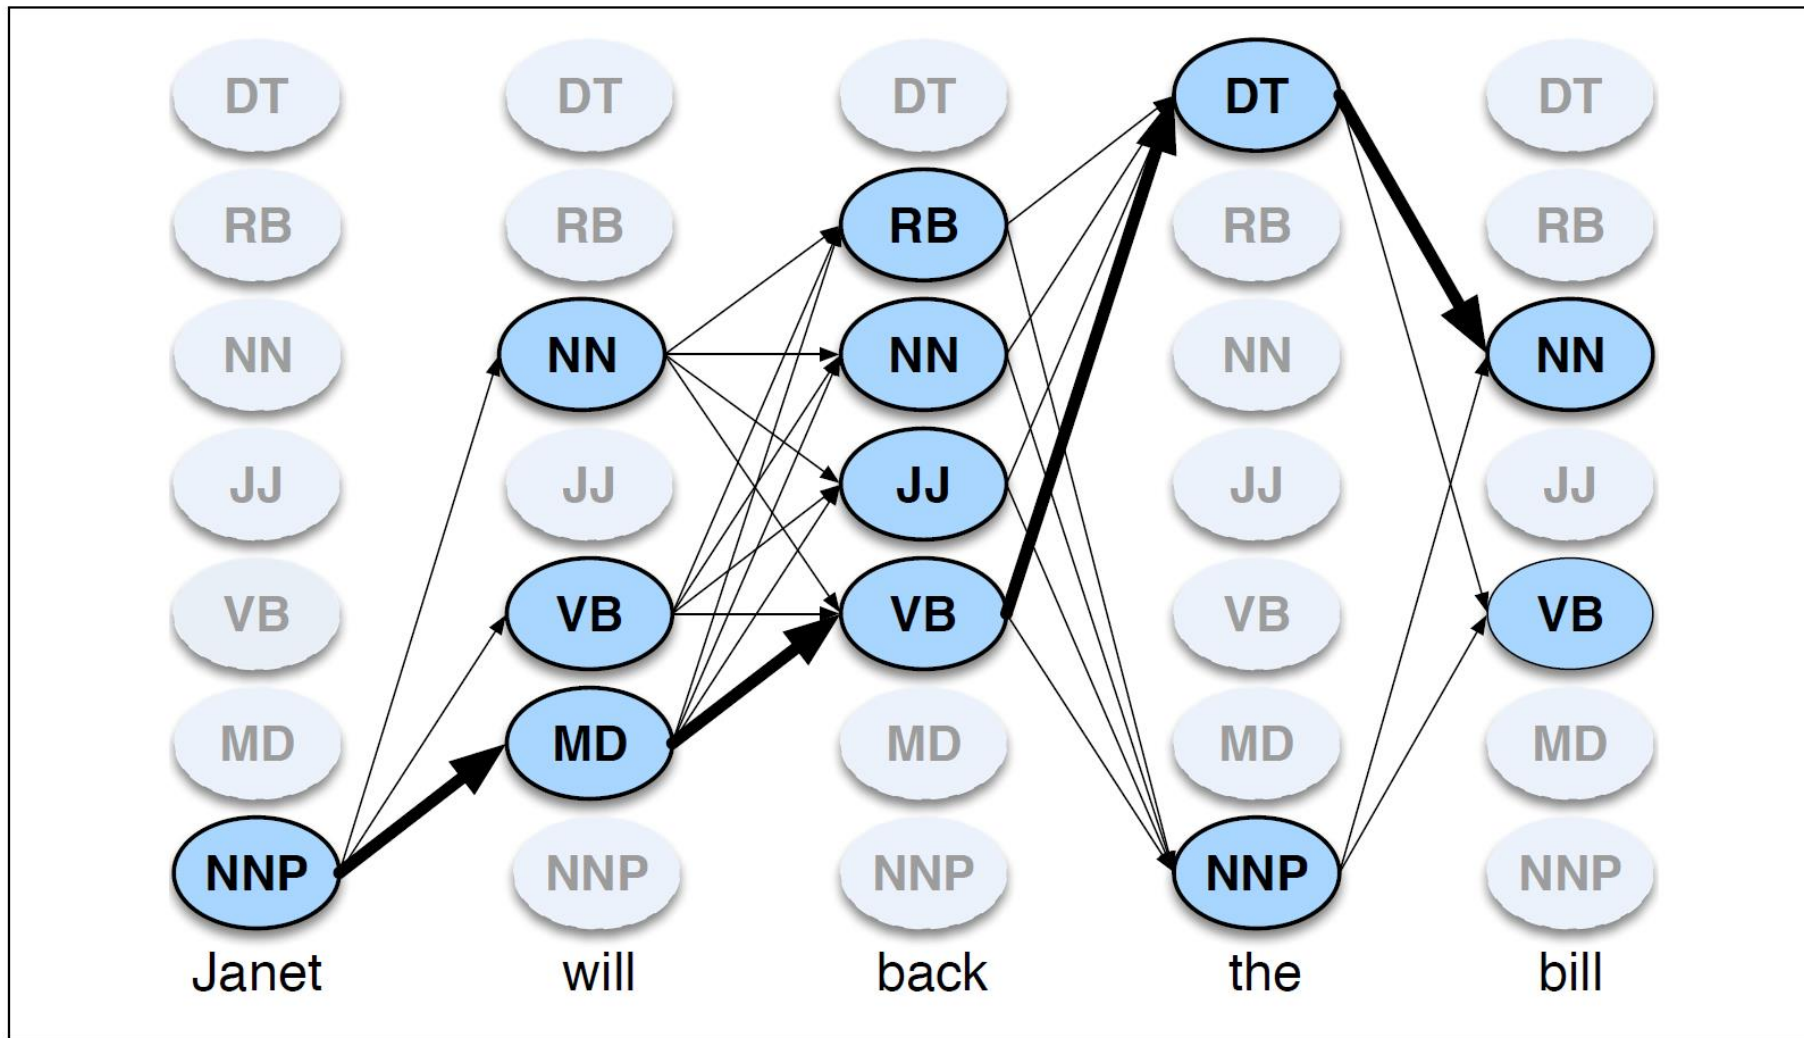 DT DT DT DT DT
RB RB RB RB RB
NN NN NN NN NN
JJ JJ JJ JJ JJ
VB VB VB VB VB
MD MD MD MD MD
NNP NNP NNP NNP NNP
Janet will back the bill